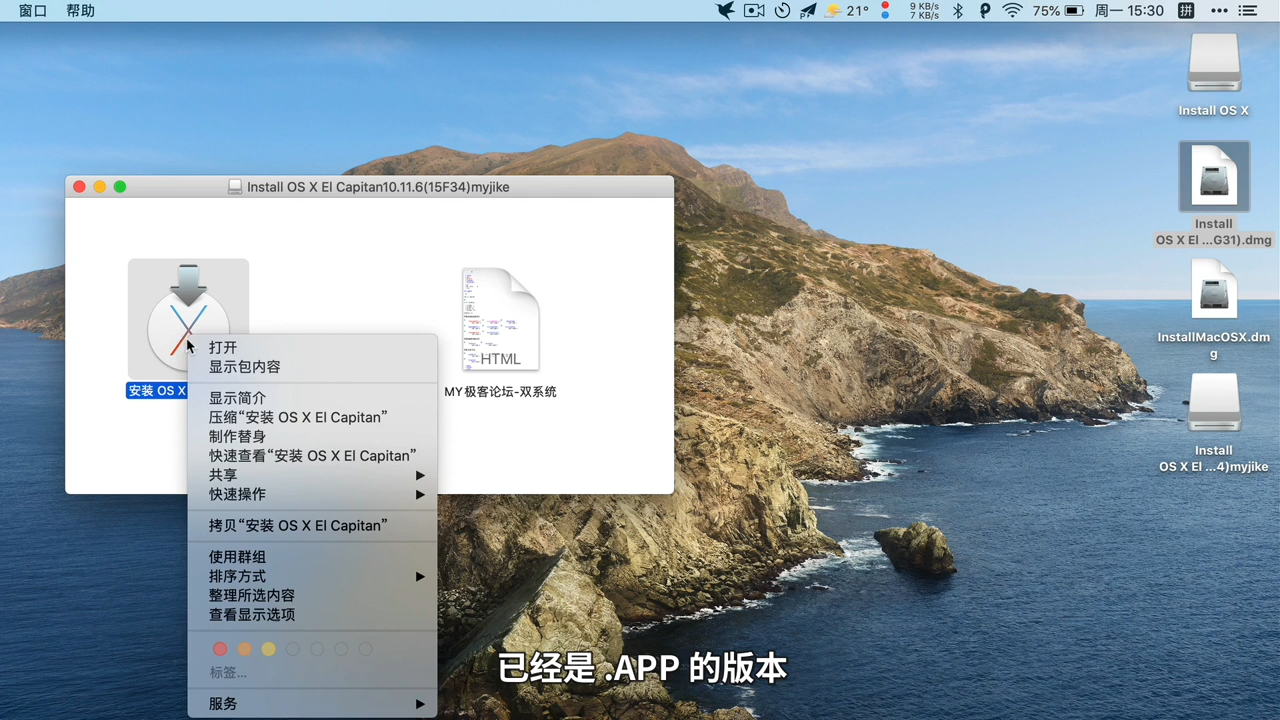 窗口 帮助
21°
9 KB/s
7 KB/s
75%
周一 15:30
拼
Install OS X
Install
OS X El ...G31).dmg
InstallMacOSX.dm
g
Install
OS X El ...4)myjike
Install OS X El Capitan10.11.6(15F34)myjike
安装 OS X
HTML
MY极客论坛-双系统
打开
显示包内容
显示简介
压缩“安装 OS X El Capitan”
制作替身
快速查看“安装 OS X El Capitan”
共享
快速操作
拷贝“安装 OS X El Capitan”
使用群组
排序方式
整理所选内容
查看显示选项
标签...
服务
已经是 .APP 的版本